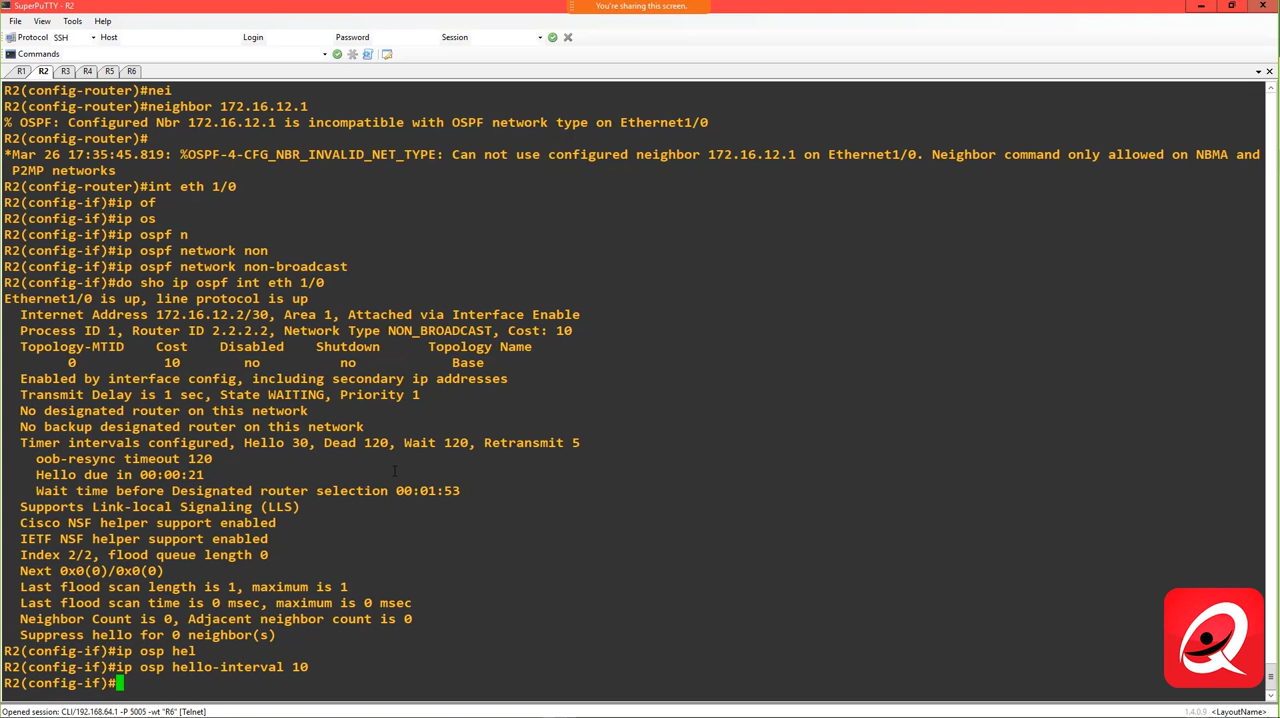 SuperPuTTY - R2
You're sharing this screen.
File View Tools Help
Protocol SSH Host Login Password Session
Commands
R1 R2 R3 R4 R5 R6
R2(config-router)#nei
R2(config-router)#neighbor 172.16.12.1
% OSPF: Configured Nbr 172.16.12.1 is incompatible with OSPF network type on Ethernet1/0
R2(config-router)#
*Mar 26 17:35:45.819: %OSPF-4-CFG_NBR_INVALID_NET_TYPE: Can not use configured neighbor 172.16.12.1 on Ethernet1/0. Neighbor command only allowed on NBMA and
P2MP networks
R2(config-router)#int eth 1/0
R2(config-if)#ip of
R2(config-if)#ip os
R2(config-if)#ip ospf n
R2(config-if)#ip ospf network non
R2(config-if)#ip ospf network non-broadcast
R2(config-if)#do sho ip ospf int eth 1/0
Ethernet1/0 is up, line protocol is up
Internet Address 172.16.12.2/30, Area 1, Attached via Interface Enable
Process ID 1, Router ID 2.2.2.2, Network Type NON_BROADCAST, Cost: 10
Topology-MTID Cost Disabled Shutdown Topology Name
0 10 no no Base
Enabled by interface config, including secondary ip addresses
Transmit Delay is 1 sec, State WAITING, Priority 1
No designated router on this network
No backup designated router on this network
Timer intervals configured, Hello 30, Dead 120, Wait 120, Retransmit 5
oob-resync timeout 120
Hello due in 00:00:21
Wait time before Designated router selection 00:01:53
Supports Link-local Signaling (LLS)
Cisco NSF helper support enabled
IETF NSF helper support enabled
Index 2/2, flood queue length 0
Next 0x0(0)/0x0(0)
Last flood scan length is 1, maximum is 1
Last flood scan time is 0 msec, maximum is 0 msec
Neighbor Count is 0, Adjacent neighbor count is 0
Suppress hello for 0 neighbor(s)
R2(config-if)#ip osp hel
R2(config-if)#ip osp hello-interval 10
R2(config-if)#
Opened session: CLI/192.168.64.1 -P 5005 -wt "R6" [Telnet]
1.4.0.9 <LayoutName>